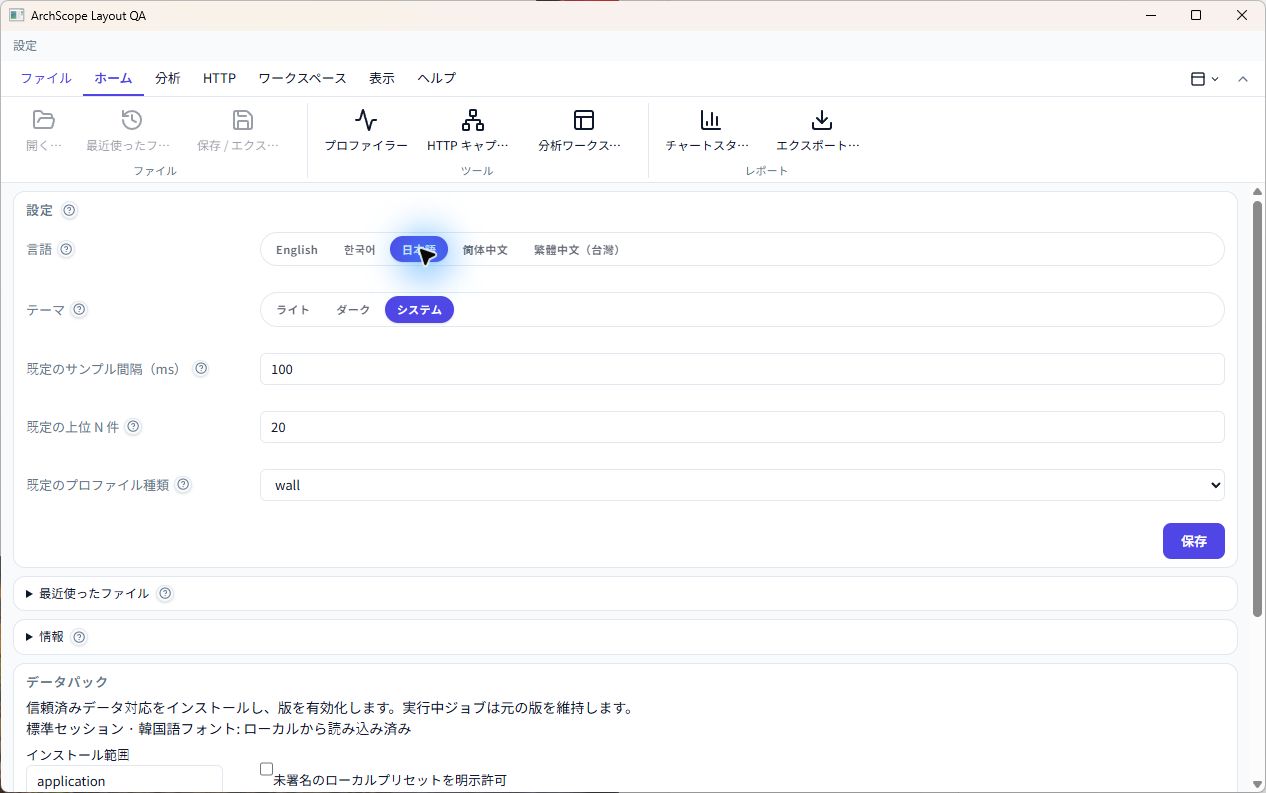 ArchScope Layout QA
設定
ファイル ホーム 分析 HTTP ワークスペース 表示 ヘルプ
開く… 最近使ったフ… 保存 / エクス… プロファイラー HTTP キャプ… 分析ワークス… チャートスタ… エクスポート…
ファイル ツール レポート
設定
言語 English 한국어 日本語 简体中文 繁體中文（台灣）
テーマ ライト ダーク システム
既定のサンプル間隔（ms） 100
既定の上位 N 件 20
既定のプロファイル種類 wall
保存
最近使ったファイル
情報
データパック
信頼済みデータ対応をインストールし、版を有効化します。実行中ジョブは元の版を維持します。
標準セッション · 韓国語フォント: ローカルから読み込み済み
インストール範囲
application 未署名のローカルプリセットを明示許可